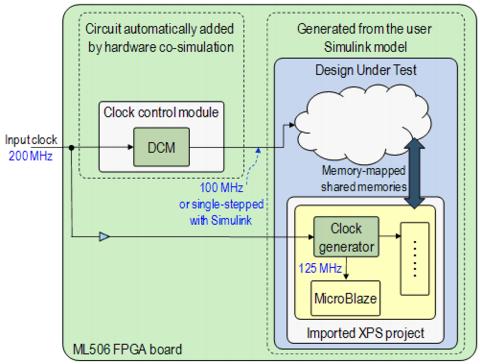 Circuit automatically added
by hardware co-simulation
Generated from the user
Simulink model
Design Under Test
Clock control module
DCM
Input clock
200 MHz
100 MHz
or single-stepped
with Simulink
Memory-mapped
shared memories
Clock
generator
125 MHz
MicroBlaze
Imported XPS project
ML506 FPGA board